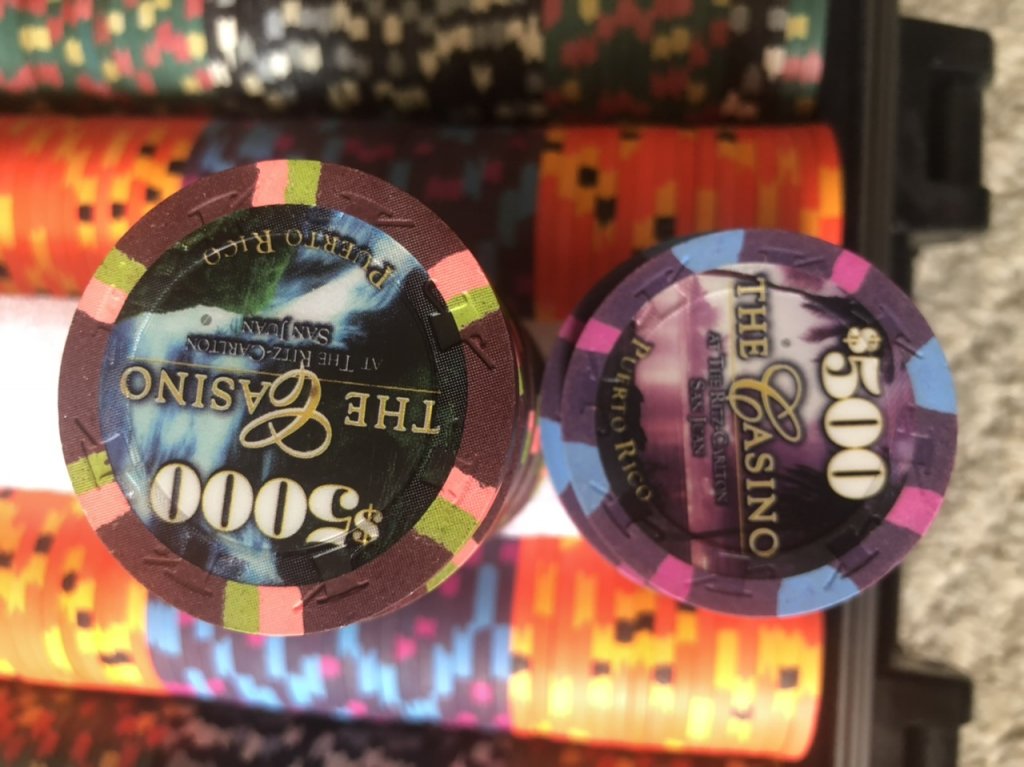 $5000
THE CASINO
AT THE RITZ-CARLTON
SAN JUAN
PUERTO RICO
$500
THE CASINO
AT THE RITZ-CARLTON
SAN JUAN
PUERTO RICO